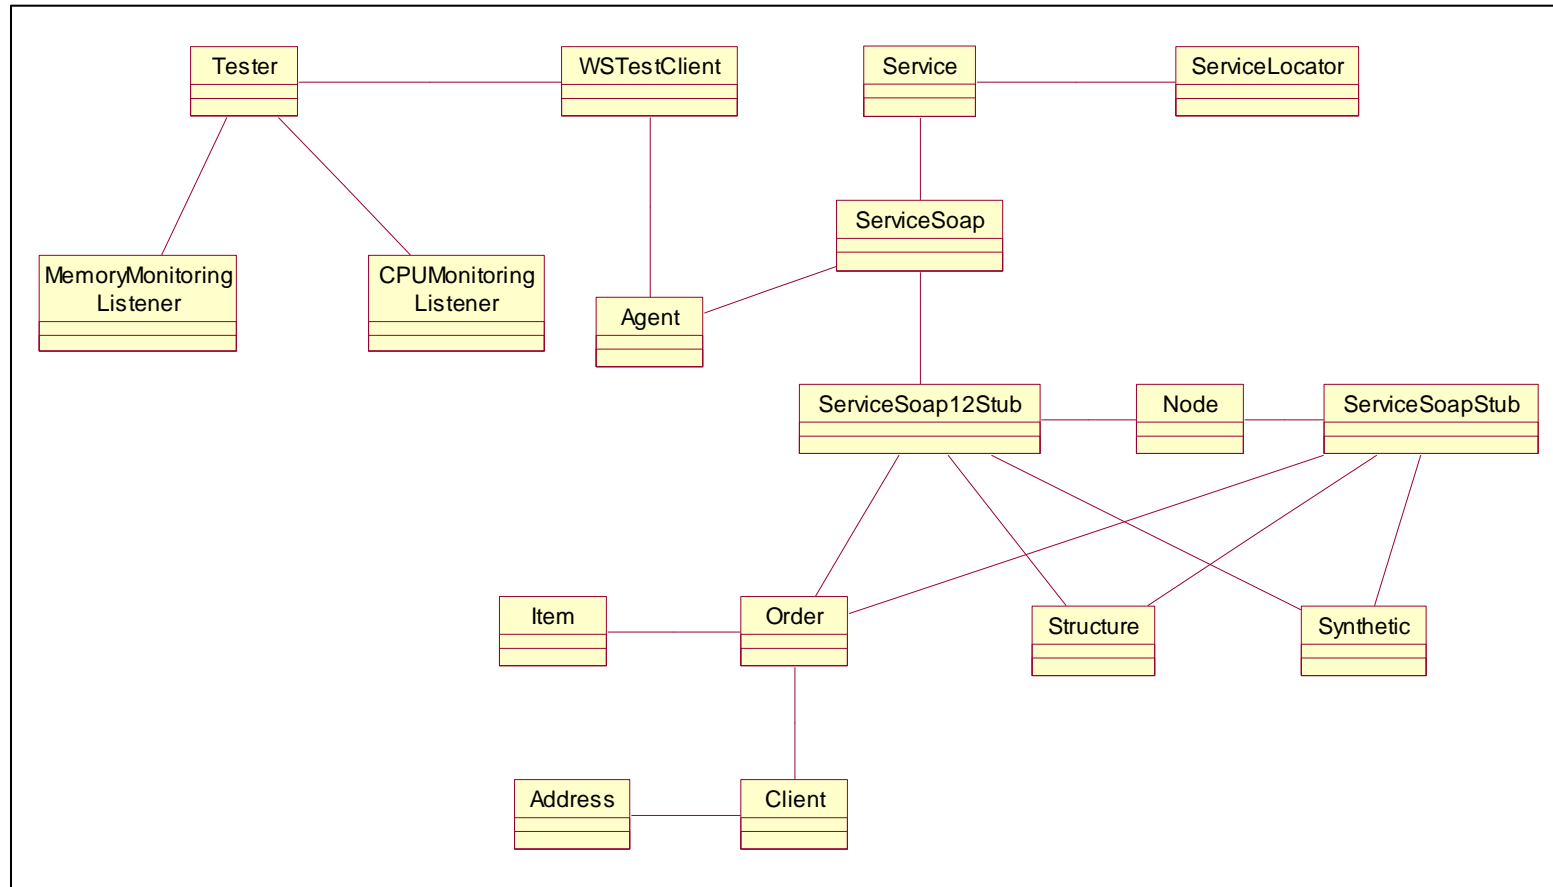 Tester
WSTestClient
Service
ServiceLocator
ServiceSoap
MemoryMonitoring
Listener
CPUMonitoring
Listener
Agent
ServiceSoap12Stub
Node
ServiceSoapStub
Item
Order
Structure
Synthetic
Address
Client